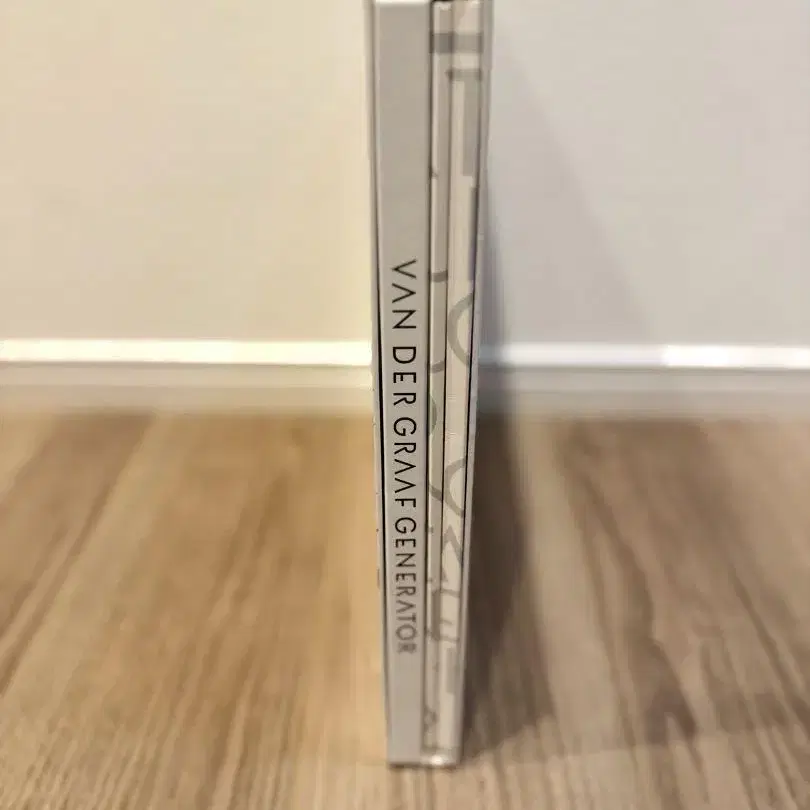 VAN DER GRAAF GENERATOR